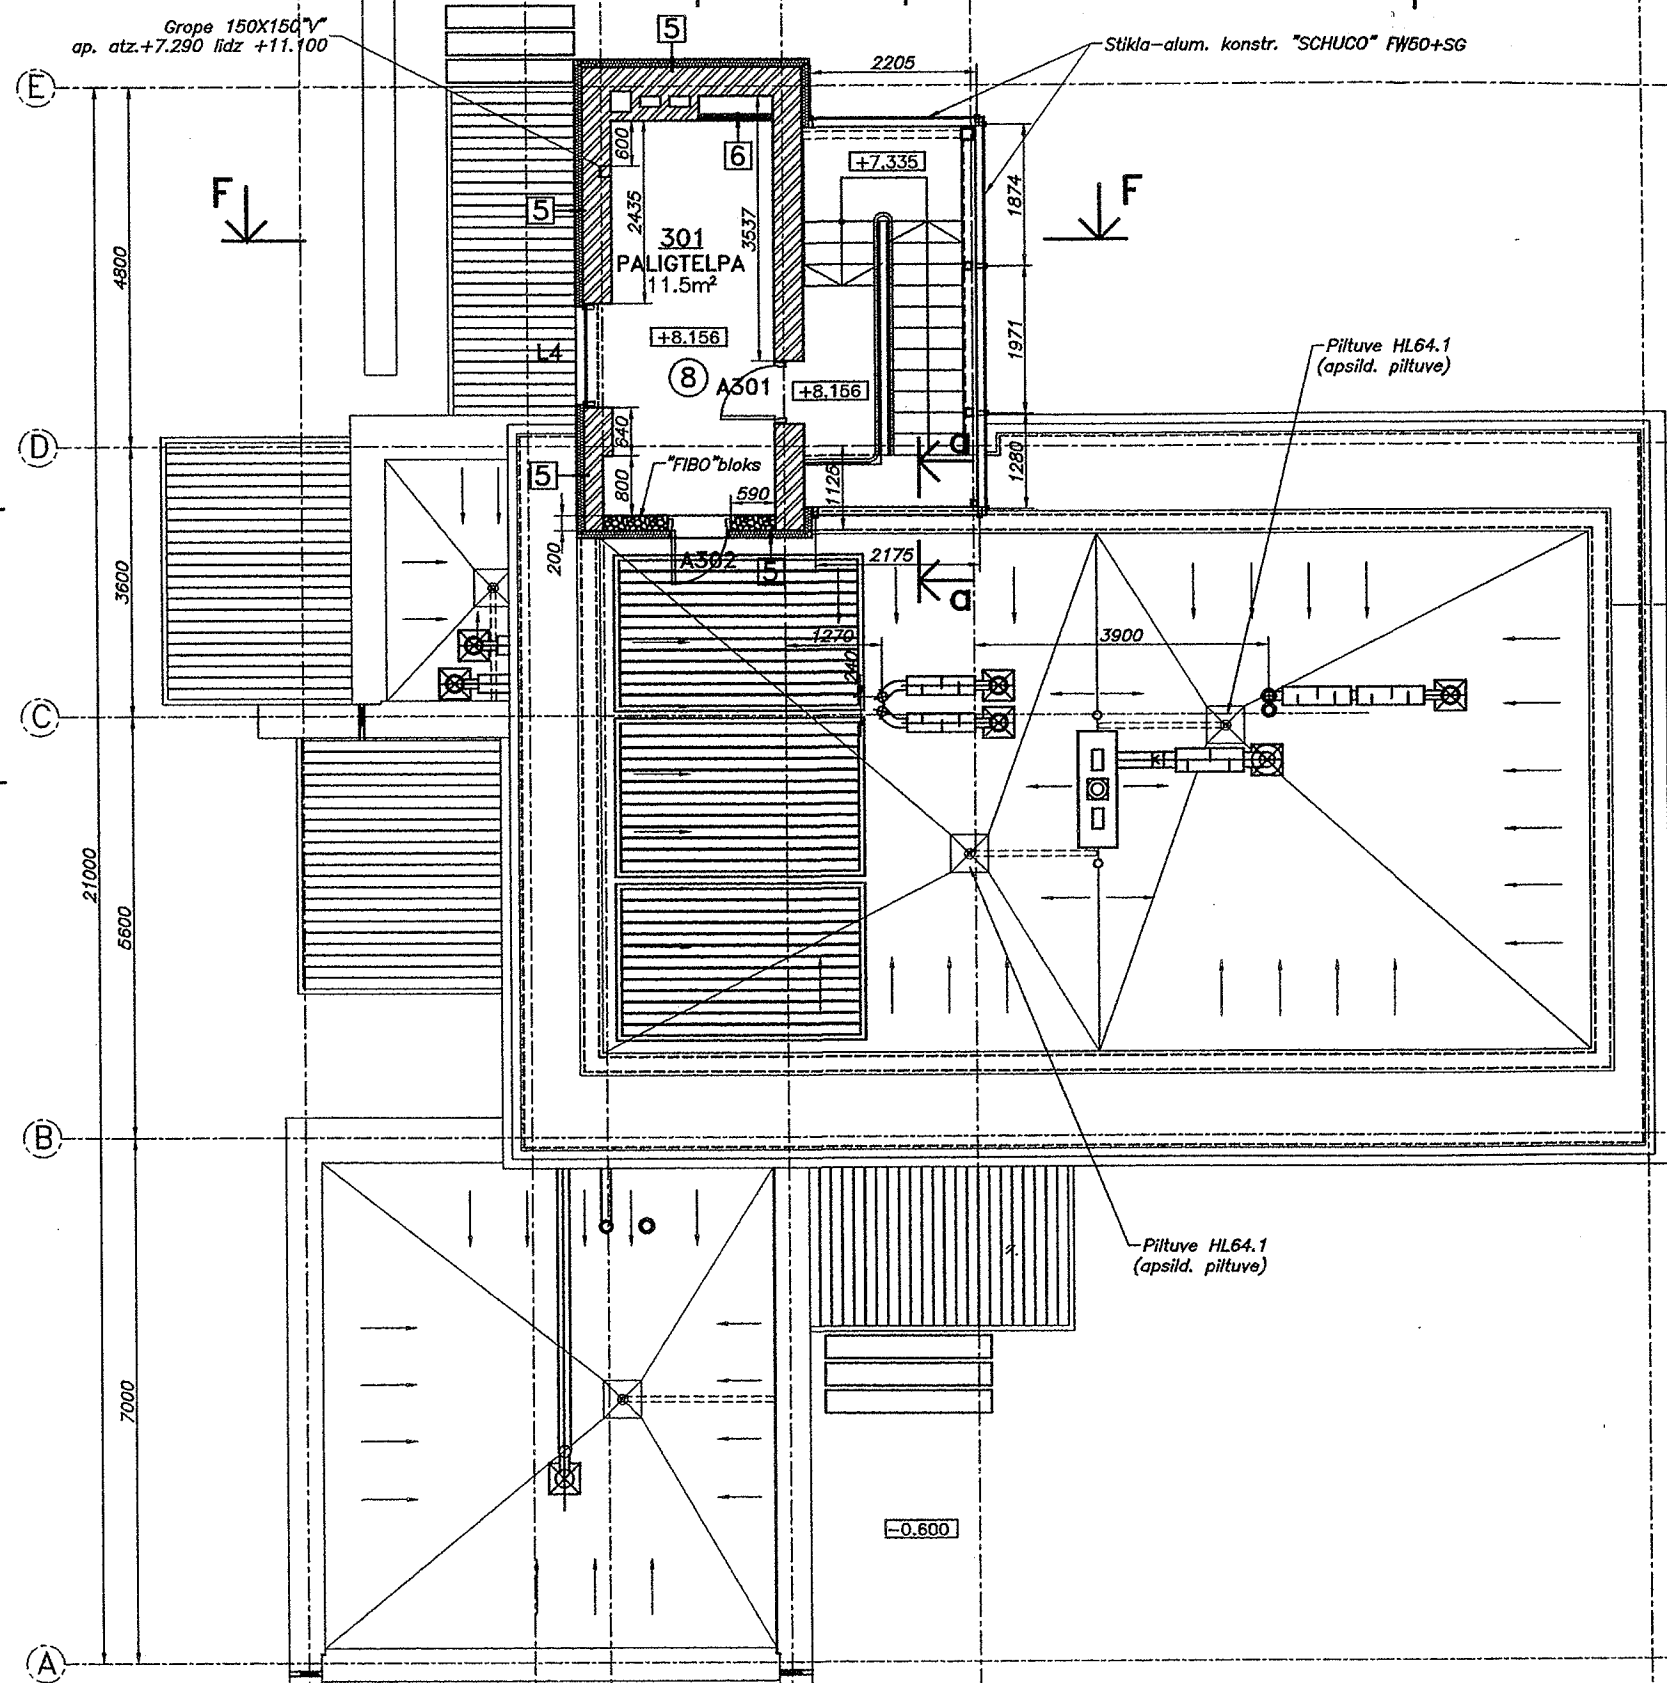 Grope 150X150"V"
ap. atz.+7.290 līdz +11.100
5
2205
Stikla-alum. konstr. "SCHUCO" FW50+SG
E
600
6
+7.335
F
F
1874
5
2435
3537
301
PALIGTELPA
11.5m²
4800
+8.156
L4
8
A301
+8.156
1971
Piltuve HL64.1
(apsild. piltuve)
D
640
a
1280
5
"FIBO"bloks
800
590
1125
200
A302
5
2175
a
3600
1270
240
3900
C
21000
5600
B
Piltuve HL64.1
(apsild. piltuve)
7000
-0.600
A